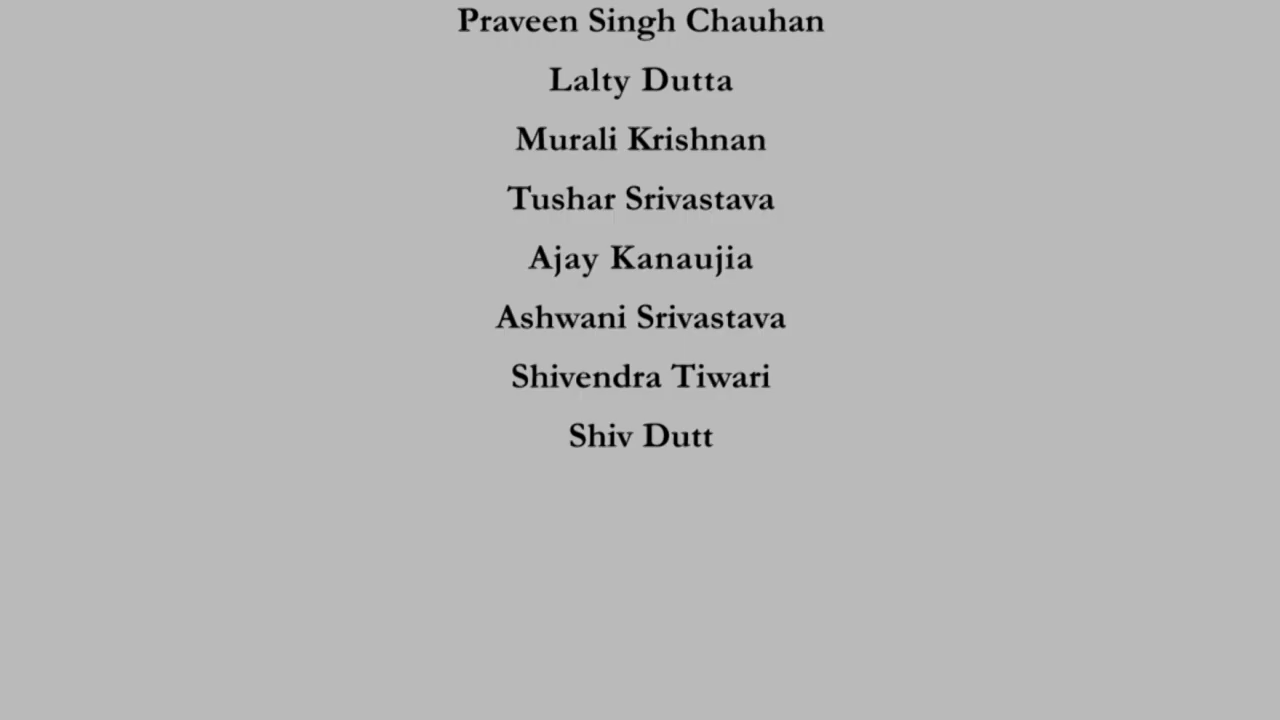 Praveen Singh Chauhan
Lalty Dutta
Murali Krishnan
Tushar Srivastava
Ajay Kanaujia
Ashwani Srivastava
Shivendra Tiwari
Shiv Dutt